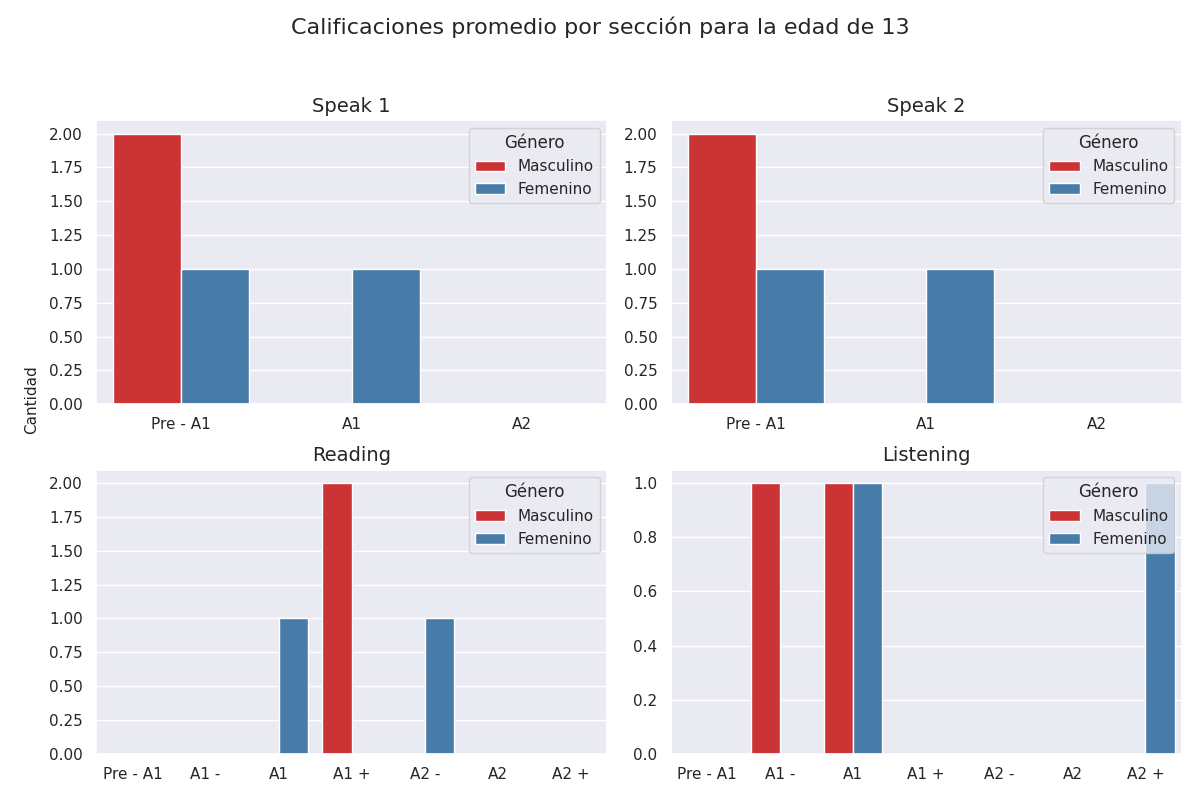 Calificaciones promedio por sección para la edad de 13
Cantidad
Speak 1
2.00
1.75
1.50
1.25
1.00
0.75
0.50
0.25
0.00
Pre - A1 A1 A2
Género
Masculino
Femenino
Speak 2
2.00
1.75
1.50
1.25
1.00
0.75
0.50
0.25
0.00
Pre - A1 A1 A2
Género
Masculino
Femenino
Reading
2.00
1.75
1.50
1.25
1.00
0.75
0.50
0.25
0.00
Pre - A1 A1 - A1 A1 + A2 - A2 A2 +
Género
Masculino
Femenino
Listening
1.0
0.8
0.6
0.4
0.2
0.0
Pre - A1 A1 - A1 A1 + A2 - A2 A2 +
Género
Masculino
Femenino